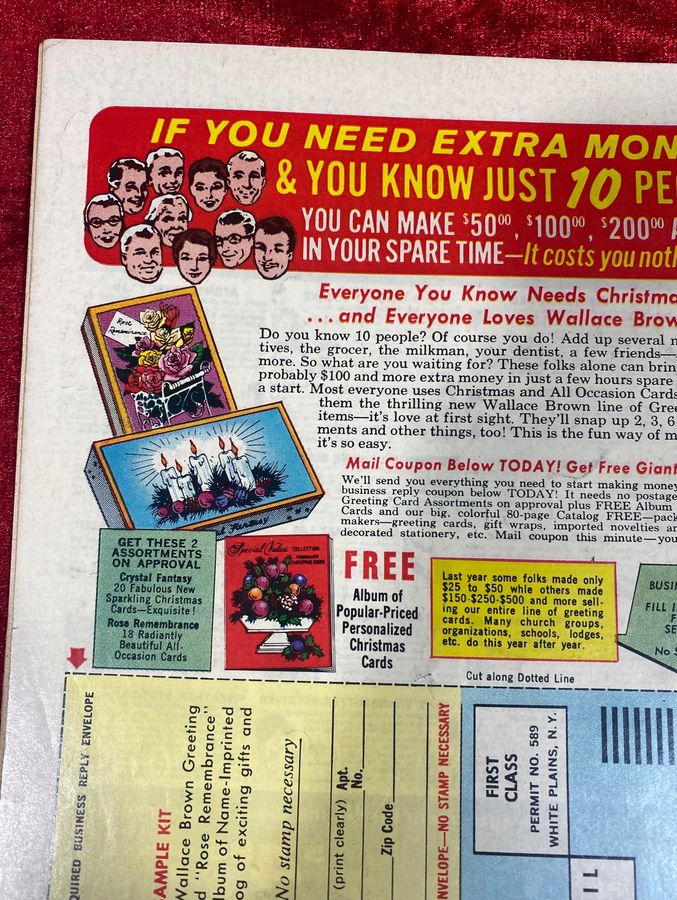 IF YOU NEED EXTRA MON
& YOU KNOW JUST 10 PE
YOU CAN MAKE $50⁰⁰, $100⁰⁰, $200⁰⁰ A
IN YOUR SPARE TIME—It costs you noth
Everyone You Know Needs Christma
...and Everyone Loves Wallace Brow
Do you know 10 people? Of course you do! Add up several n
tives, the grocer, the milkman, your dentist, a few friends—
more. So what are you waiting for? These folks alone can brin
probably $100 and more extra money in just a few hours spare
a start. Most everyone uses Christmas and All Occasion Cards
them the thrilling new Wallace Brown line of Gree
items—it's love at first sight. They'll snap up 2, 3, 6
ments and other things, too! This is the fun way of m
it's so easy.
Rose
Remembrance
Fantasy
Mail Coupon Below TODAY! Get Free Giant
We'll send you everything you need to start making money
business reply coupon below TODAY! It needs no postage
Greeting Card Assortments on approval plus FREE Album
Cards and our big, colorful 80-page Catalog FREE—pack
makers—greeting cards, gift wraps, imported novelties an
decorated stationery, etc. Mail coupon this minute—you
GET THESE 2
ASSORTMENTS
ON APPROVAL
Crystal Fantasy
20 Fabulous New
Sparkling Christmas
Cards—Exquisite!
Rose Remembrance
18 Radiantly
Beautiful All-
Occasion Cards
Special Value COLLECTION
PERSONALIZED
CHRISTMAS CARDS
FREE
Album of
Popular-Priced
Personalized
Christmas
Cards
Last year some folks made only
$25 to $50 whle others made
$150-$250-$500 and more sell-
ing our entire line of greeting
cards. Many church groups,
organizations, schools, lodges,
etc. do this year after year.
BUSI
FILL I
F
SE
No S
Cut along Dotted Line
QUIRED BUSINESS REPLY ENVELOPE
AMPLE KIT
Wallace Brown Greeting
d "Rose Remembrance"
lbum of Name-Imprinted
og of exciting gifts and
No stamp necessary
(print clearly)
Apt.
No.
Zip Code
NVELOPE—NO STAMP NECESSARY
FIRST
CLASS
PERMIT NO. 589
WHITE PLAINS, N.Y.
I L